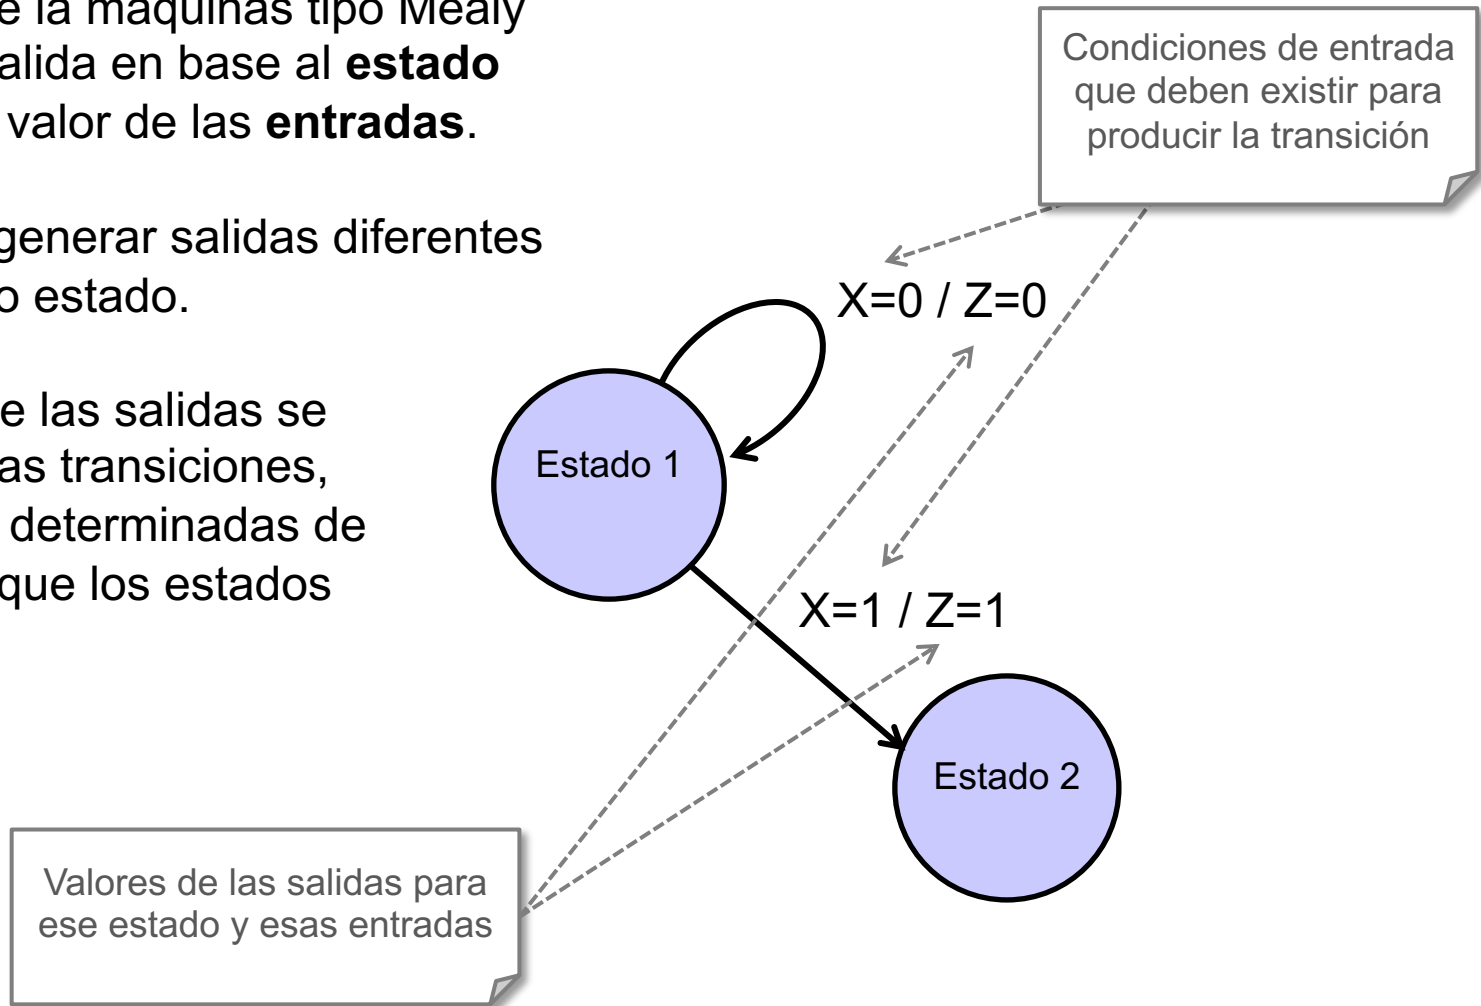 e la maquinas tipo Mealy
alida en base al estado
valor de las entradas.
generar salidas diferentes
o estado.
e las salidas se
as transiciones,
determinadas de
que los estados
Condiciones de entrada
que deben existir para
producir la transición
X=0 / Z=0
Estado 1
X=1 / Z=1
Estado 2
Valores de las salidas para
ese estado y esas entradas